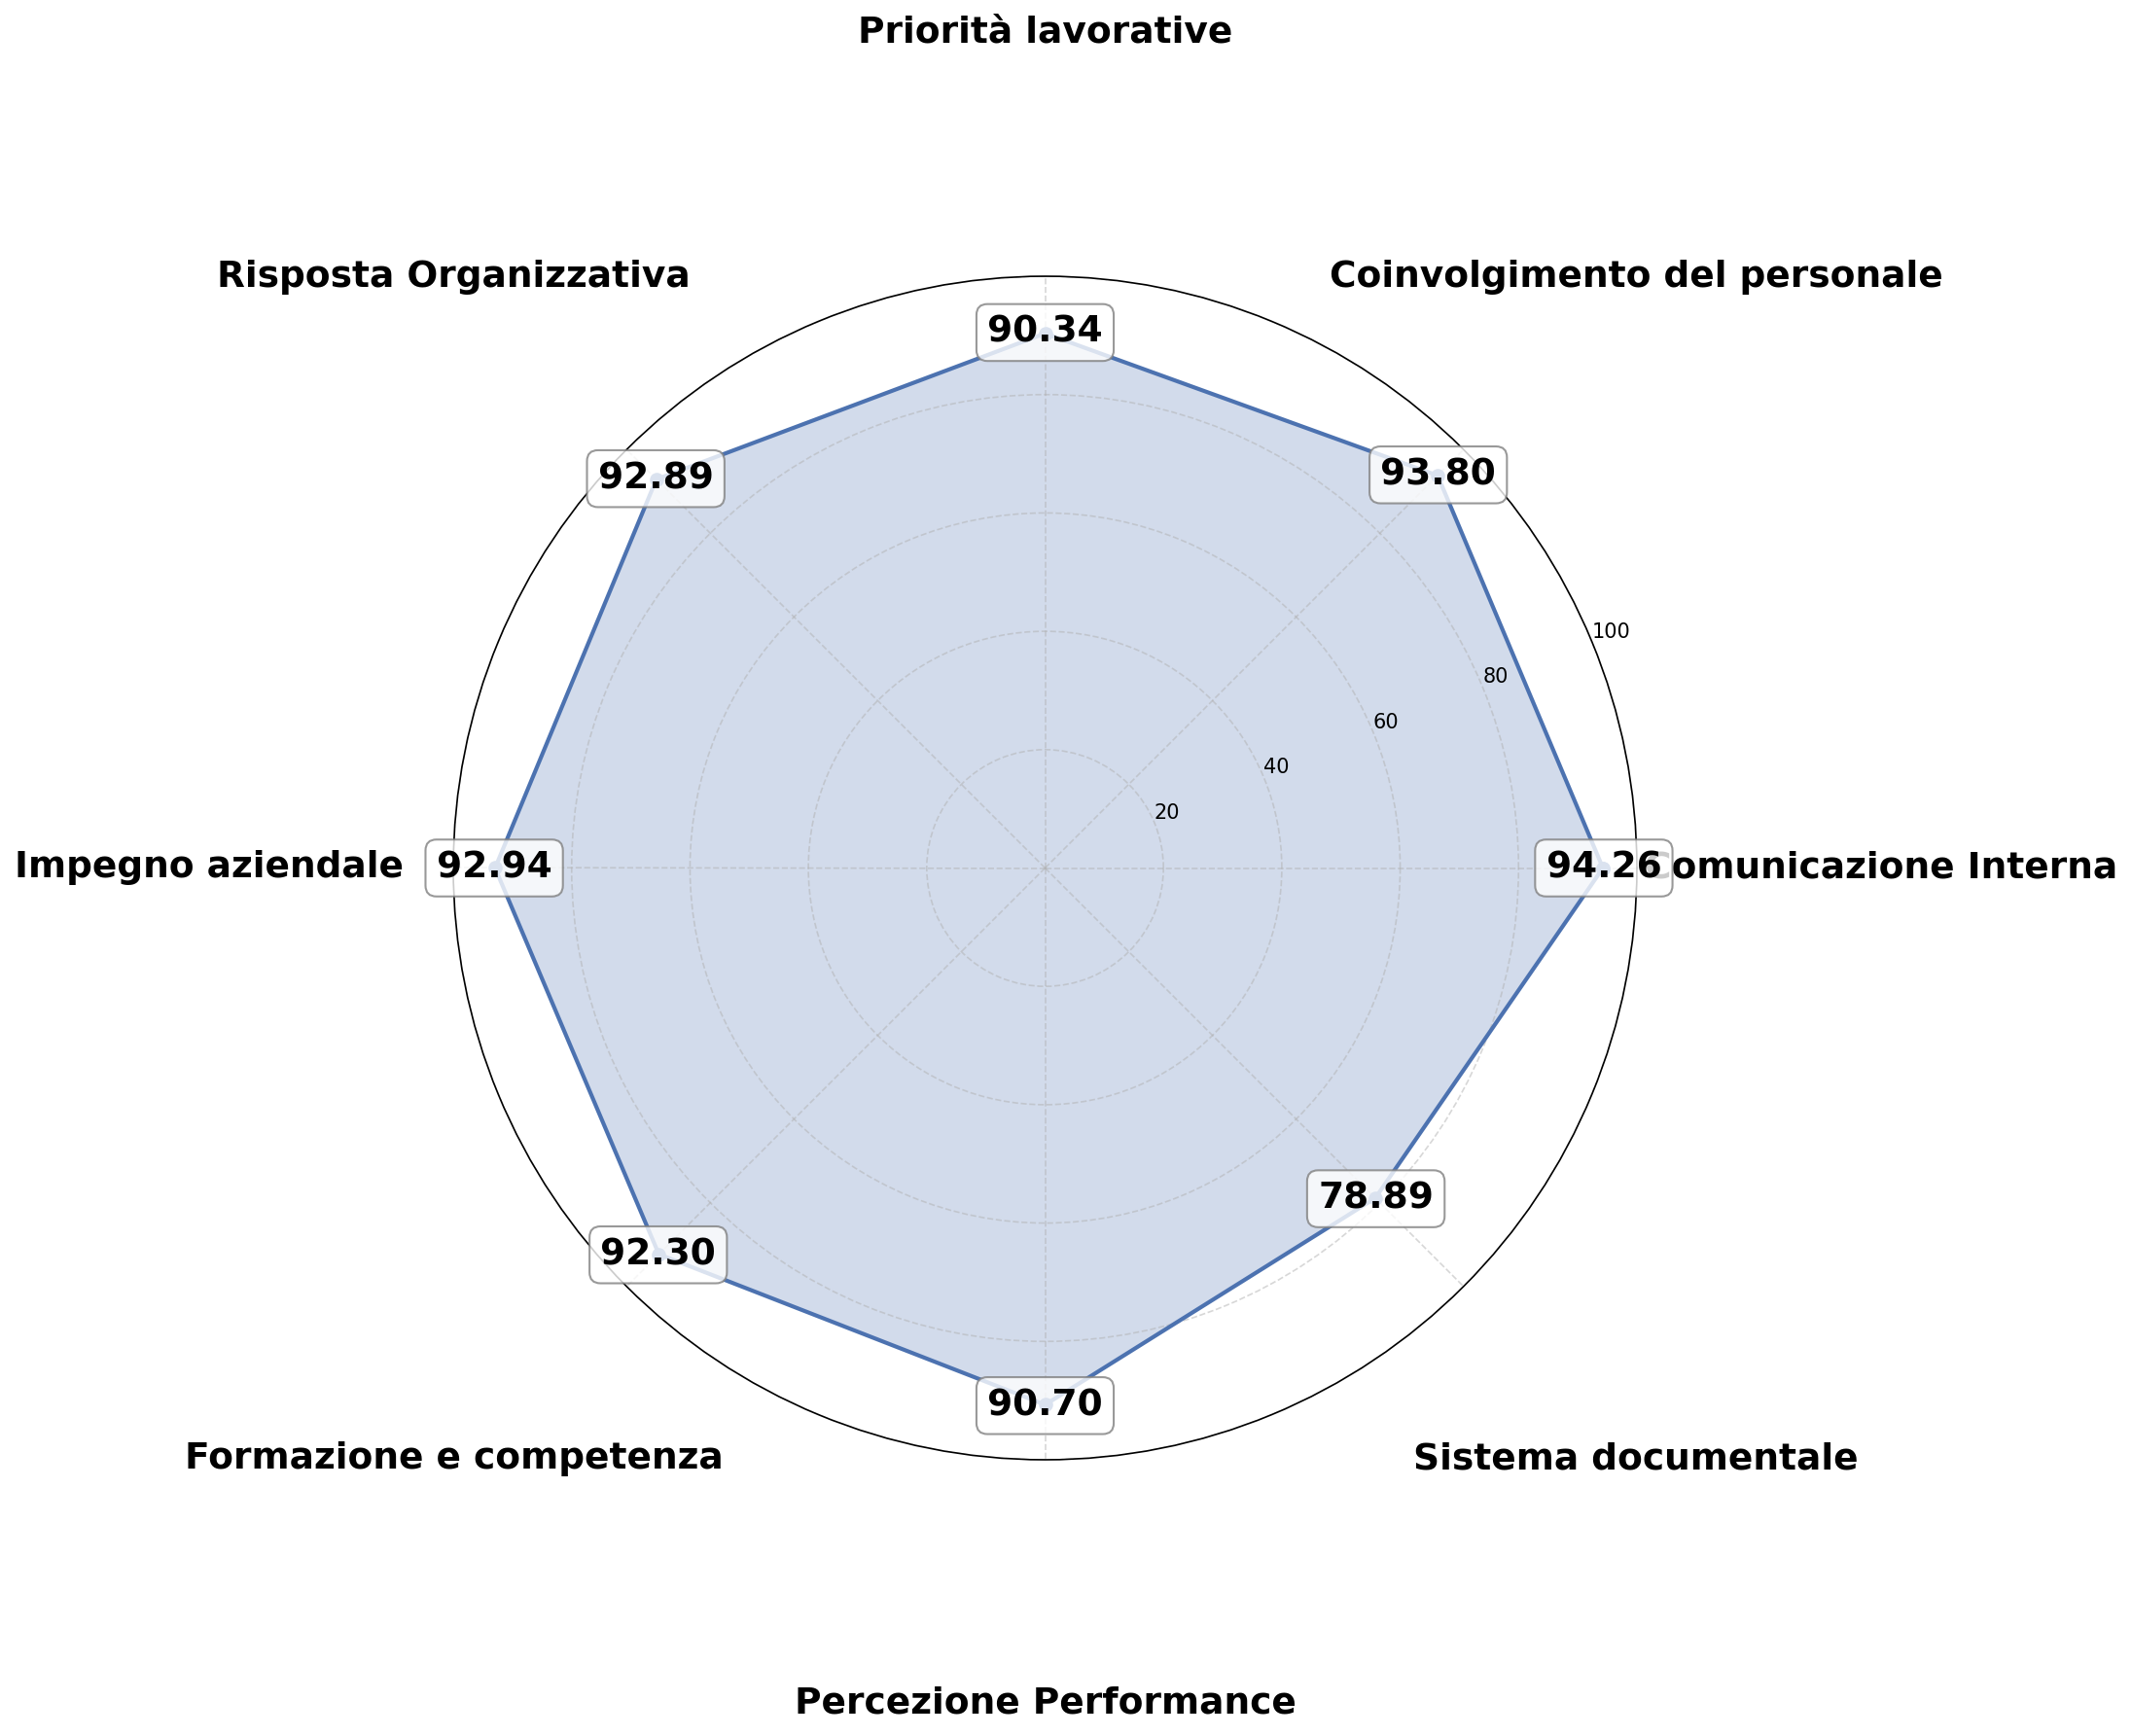 Priorità lavorative
Risposta Organizzativa
Coinvolgimento del personale
90.34
92.89
93.80
100
80
60
40
20
Impegno aziendale
92.94
94.26
Comunicazione Interna
78.89
92.30
90.70
Formazione e competenza
Sistema documentale
Percezione Performance